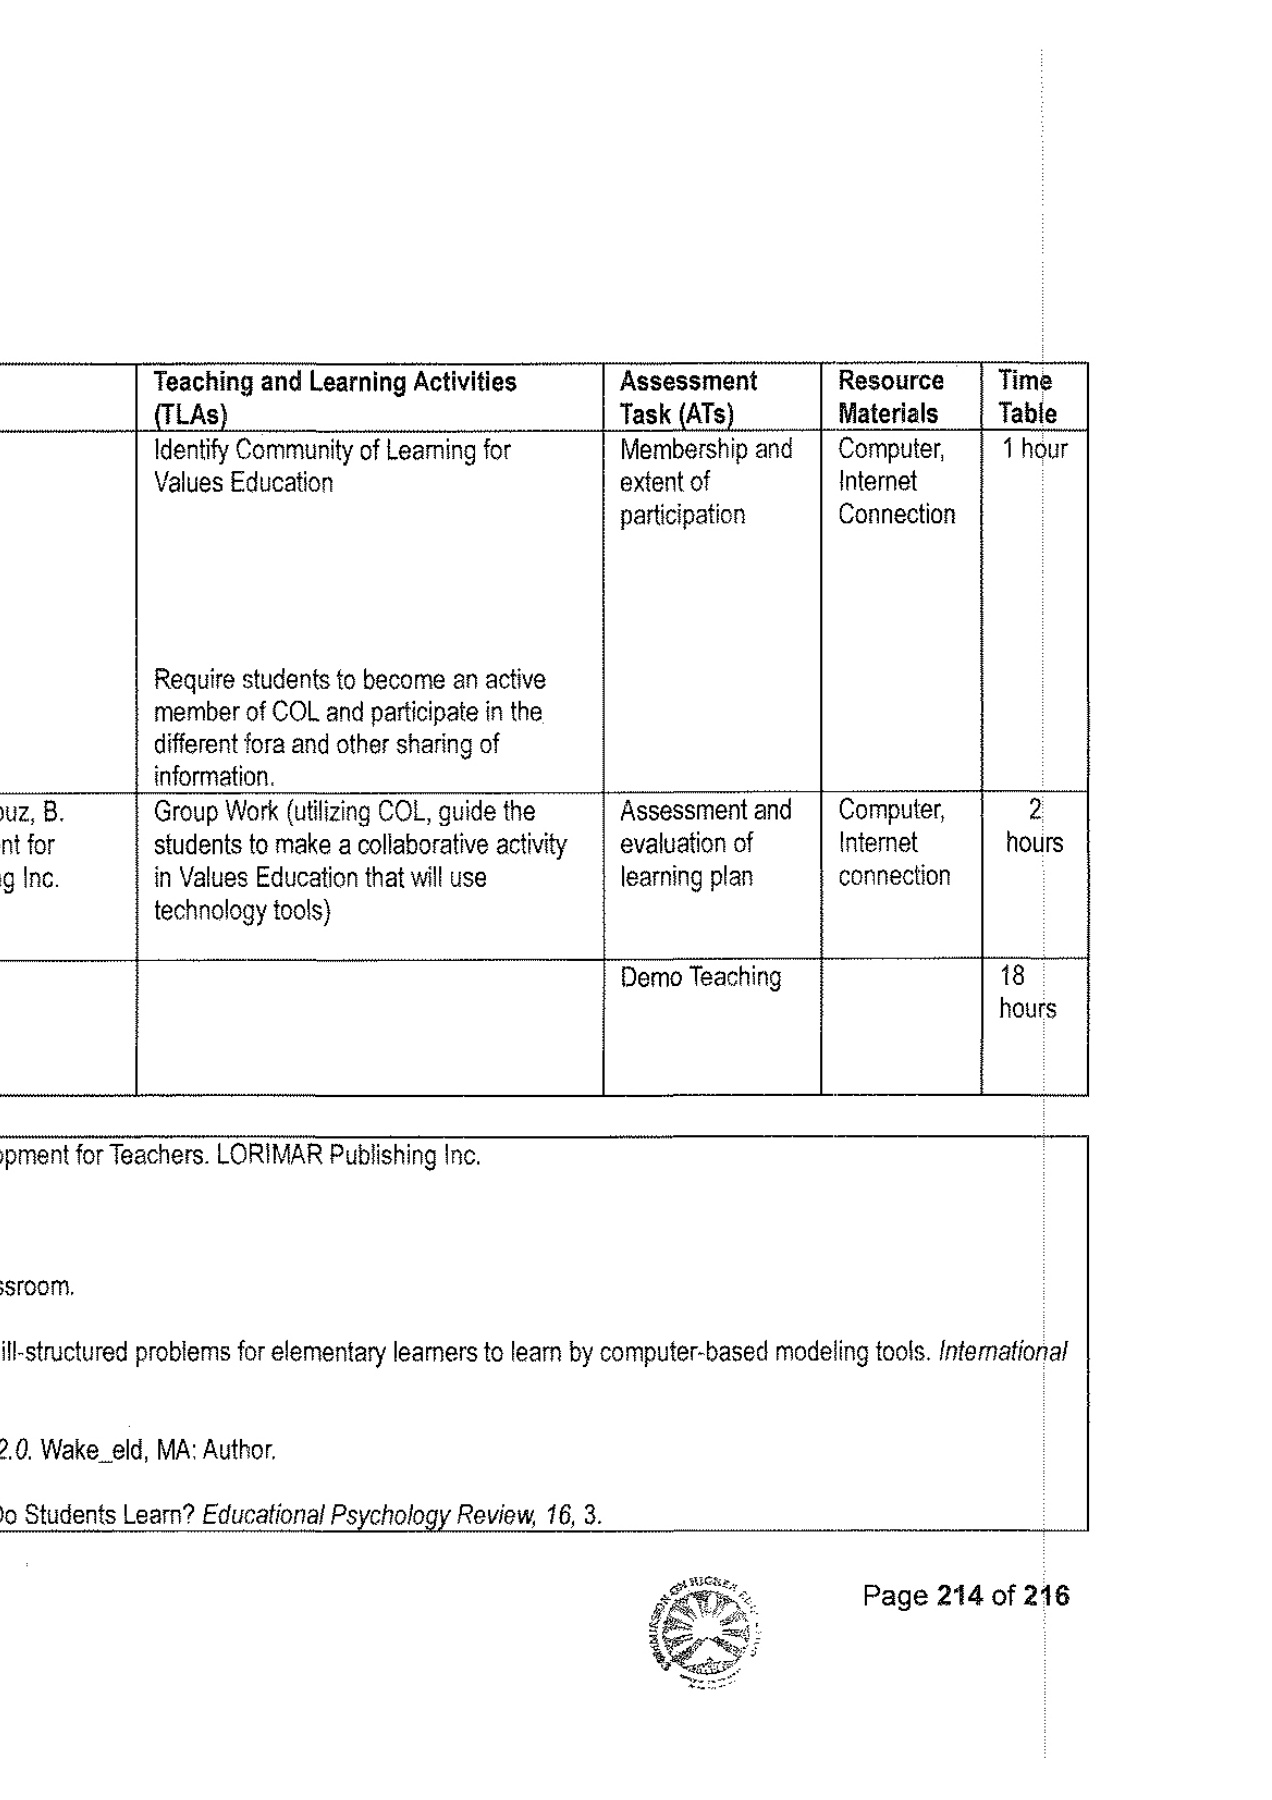 Teaching and Learning Activities
(TLAs)
Assessment
Task (ATs)
Resource
Materials
Time
Table
Identify Community of Learning for
Values Education
Require students to become an active
member of COL and participate in the
different fora and other sharing of
information.
Membership and
extent of
participation
Computer,
Internet
Connection
1 hour
ouz, B.
nt for
g Inc.
Group Work (utilizing COL, guide the
students to make a collaborative activity
in Values Education that will use
technology tools)
Assessment and
evaluation of
learning plan
Computer,
Internet
connection
2
hours
Demo Teaching
18
hours
opment for Teachers. LORIMAR Publishing Inc.
ssroom.
ill-structured problems for elementary learners to learn by computer-based modeling tools. International
2.0. Wake_eld, MA: Author.
Do Students Learn? Educational Psychology Review, 16, 3.
Page 214 of 216